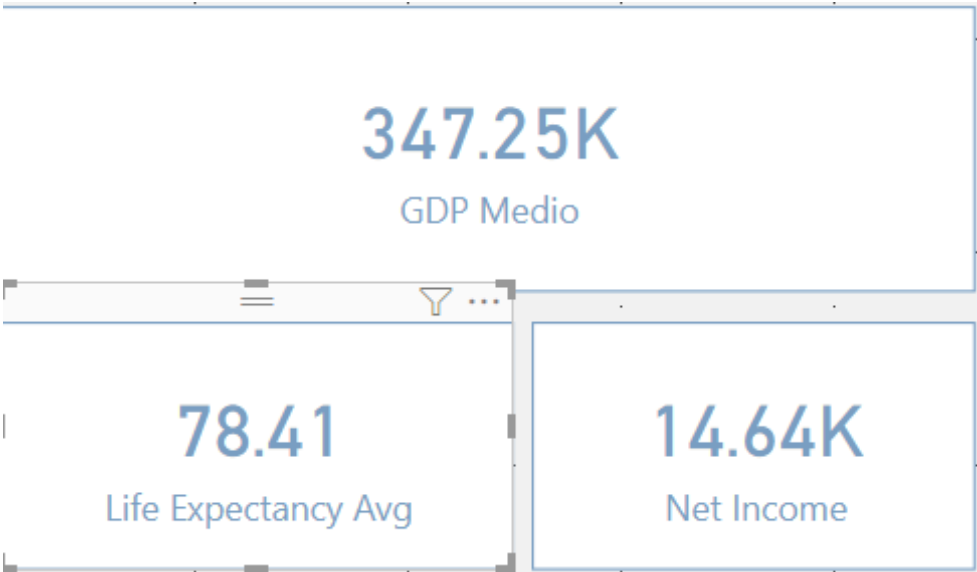 347.25K
GDP Medio
78.41
Life Expectancy Avg
14.64K
Net Income